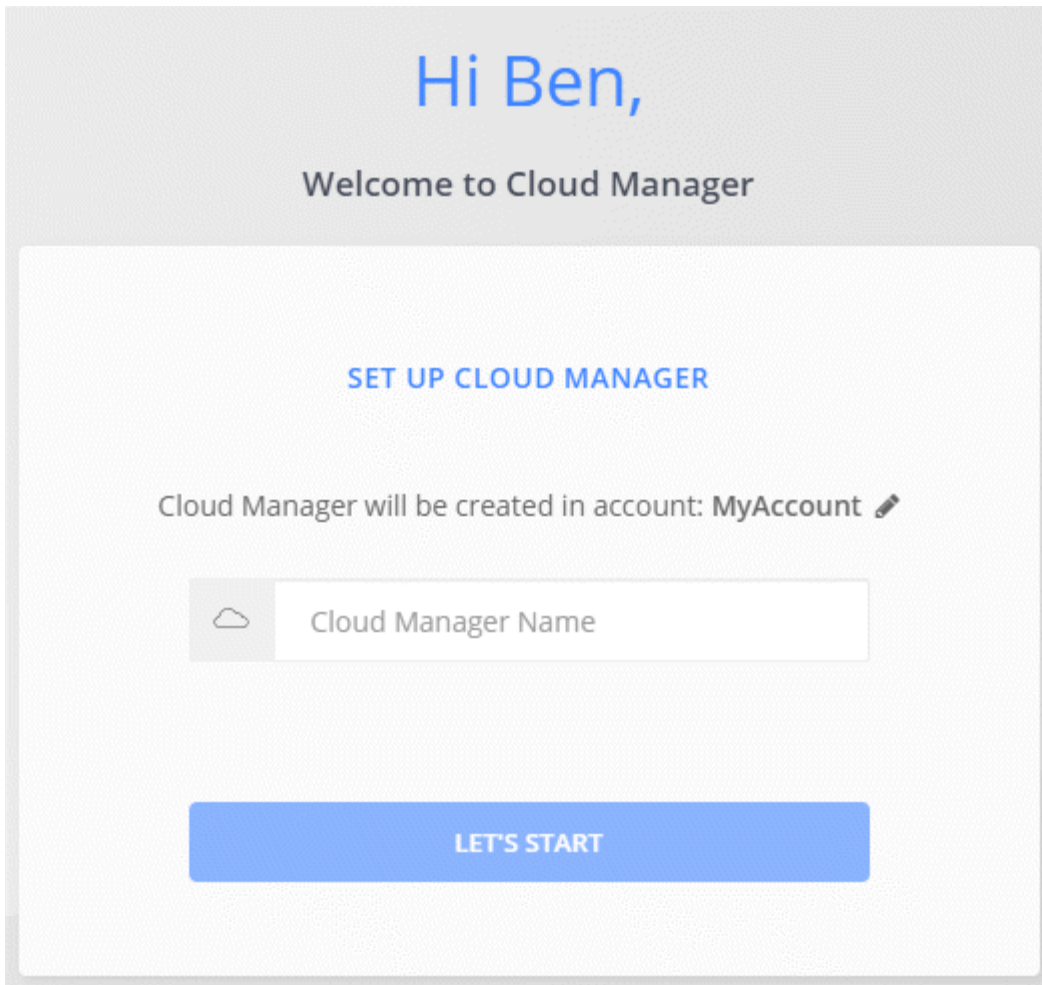 Hi Ben,
Welcome to Cloud Manager
SET UP CLOUD MANAGER
Cloud Manager will be created in account: MyAccount
Cloud Manager Name
LET'S START